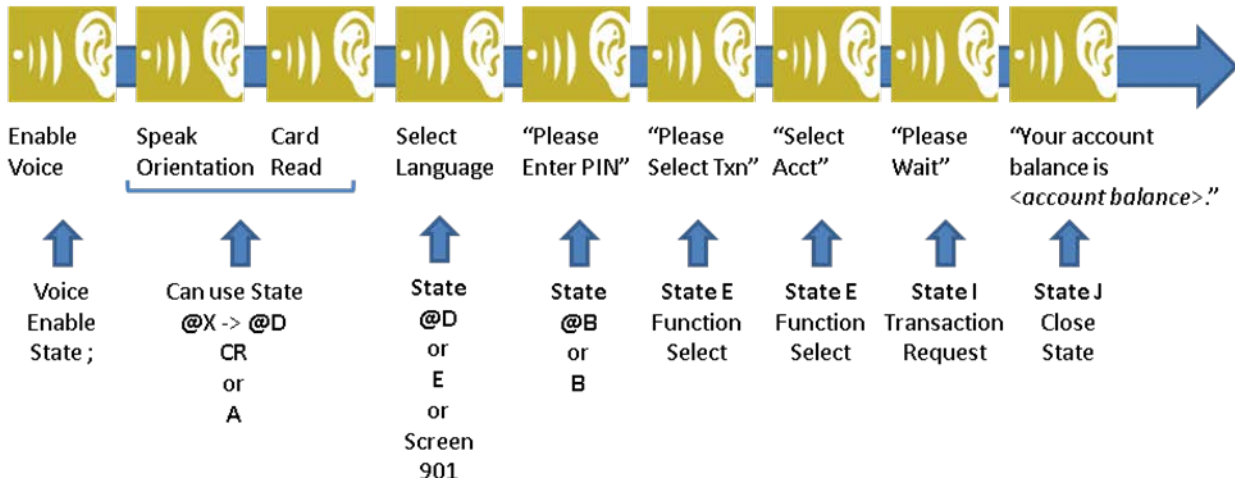 Enable
Voice
Speak
Orientation
Card
Read
Select
Language
“Please
Enter PIN”
“Please
Select Txn”
“Select
Acct”
“Please
Wait”
“Your account
balance is
<account balance>.”
Voice
Enable
State ;
Can use State
@X -> @D
CR
or
A
State
@D
or
E
or
Screen
901
State
@B
or
B
State E
Function
Select
State E
Function
Select
State I
Transaction
Request
State J
Close
State